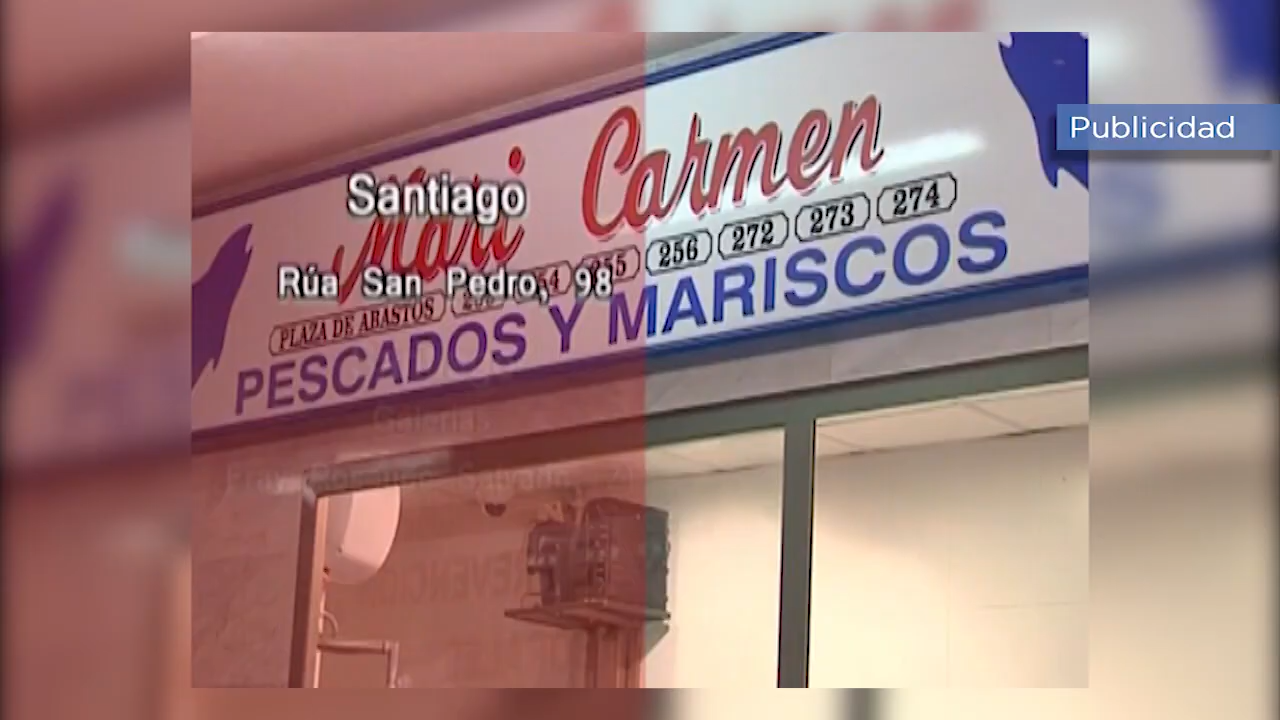 Publicidad
Mari Carmen
Santiago
Rúa San Pedro, 98
PLAZA DE ABASTOS 256 272 273 274
PESCADOS Y MARISCOS